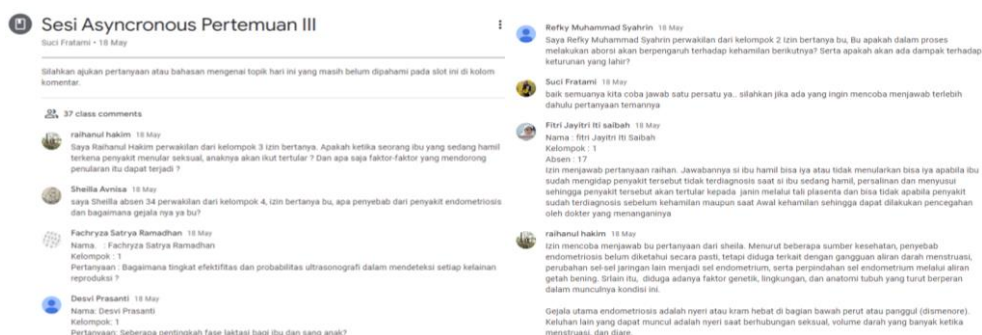 Sesi Asyncronous Pertemuan III
Suci Fratami • 18 May
Silahkan ajukan pertanyaan atau bahasan mengenai topik hari ini yang masih belum dipahami pada slot ini di kolom
komentar.
37 class comments
raihanul hakim 18 May
Saya Raihanul Hakim perwakilan dari kelompok 3 izin bertanya. Apakah ketika seorang ibu yang sedang hamil
terkena penyakit menular seksual, anaknya akan ikut tertular ? Dan apa saja faktor-faktor yang mendorong
penularan itu dapat terjadi ?
Sheilla Avnisa 18 May
saya Sheilla absen 34 perwakilan dari kelompok 4, izin bertanya bu, apa penyebab dari penyakit endometriosis
dan bagaimana gejala nya ya bu?
Fachryza Satrya Ramadhan 18 May
Nama. : Fachryza Satrya Ramadhan
Kelompok : 1
Pertanyaan : Bagaimana tingkat efektifitas dan probabilitas ultrasonografi dalam mendeteksi setiap kelainan
reproduksi ?
Desvi Prasanti 18 May
Nama: Desvi Prasanti
Kelompok: 1
Pertanyaan: Seberapa pentingkah fase laktasi bagi ibu dan sang anak?
Refky Muhammad Syahrin 18 May
Saya Refky Muhammad Syahrin perwakilan dari kelompok 2 Izin bertanya bu, Bu apakah dalam proses
melakukan aborsi akan berpengaruh terhadap kehamilan berikutnya? Serta apakah akan ada dampak terhadap
keturunan yang lahir?
Suci Fratami 18 May
baik semuanya kita coba jawab satu persatu ya.. silahkan jika ada yang ingin mencoba menjawab terlebih
dahulu pertanyaan temannya
Fitri Jayitri Iti saibah 18 May
Nama : fitri Jayitri Iti Saibah
Kelompok : 1
Absen : 17
Izin menjawab pertanyaan raihan. Jawabannya si ibu hamil bisa iya atau tidak menularkan bisa iya apabila ibu
sudah mengidap penyakit tersebut tidak terdiagnosis saat si ibu sedang hamil, persalinan dan menyusui
sehingga penyakit tersebut akan tertular kepada janin melalui tali plasenta dan bisa tidak apabila penyakit
sudah terdiagnosis sebelum kehamilan maupun saat Awal kehamilan sehingga dapat dilakukan pencegahan
oleh dokter yang menanganinya
raihanul hakim 18 May
Izin mencoba menjawab bu pertanyaan dari sheila. Menurut beberapa sumber kesehatan, penyebab
endometriosis belum diketahui secara pasti, tetapi diduga terkait dengan gangguan aliran darah menstruasi,
perubahan sel-sel jaringan lain menjadi sel endometrium, serta perpindahan sel endometrium melalui aliran
getah bening. Srlain itu, diduga adanya faktor genetik, lingkungan, dan anatomi tubuh yang turut berperan
dalam munculnya kondisi ini.
Gejala utama endometriosis adalah nyeri atau kram hebat di bagian bawah perut atau panggul (dismenore).
Keluhan lain yang dapat muncul adalah nyeri saat berhubungan seksual, volume darah yang banyak ketika
menstruasi, dan diare.